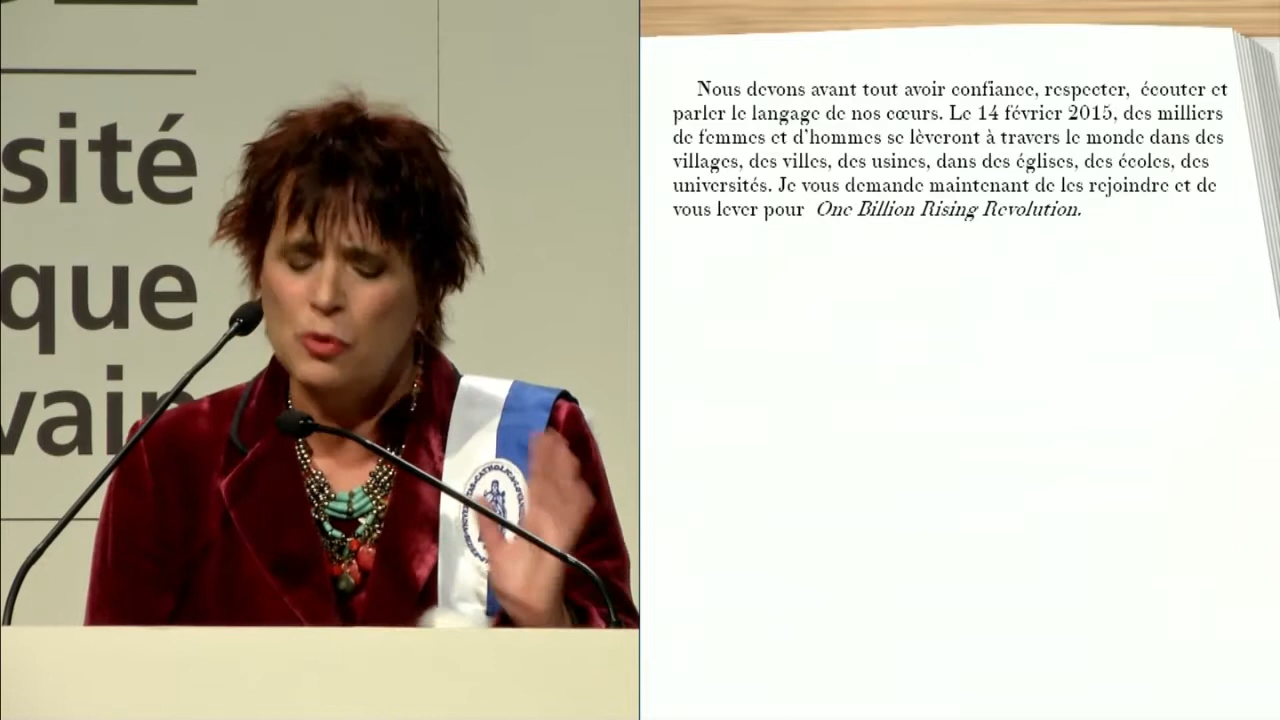 sité
que
vain
Nous devons avant tout avoir confiance, respecter, écouter et
parler le langage de nos cœurs. Le 14 février 2015, des milliers
de femmes et d'hommes se lèveront à travers le monde dans des
villages, des villes, des usines, dans des églises, des écoles, des
universités. Je vous demande maintenant de les rejoindre et de
vous lever pour One Billion Rising Revolution.